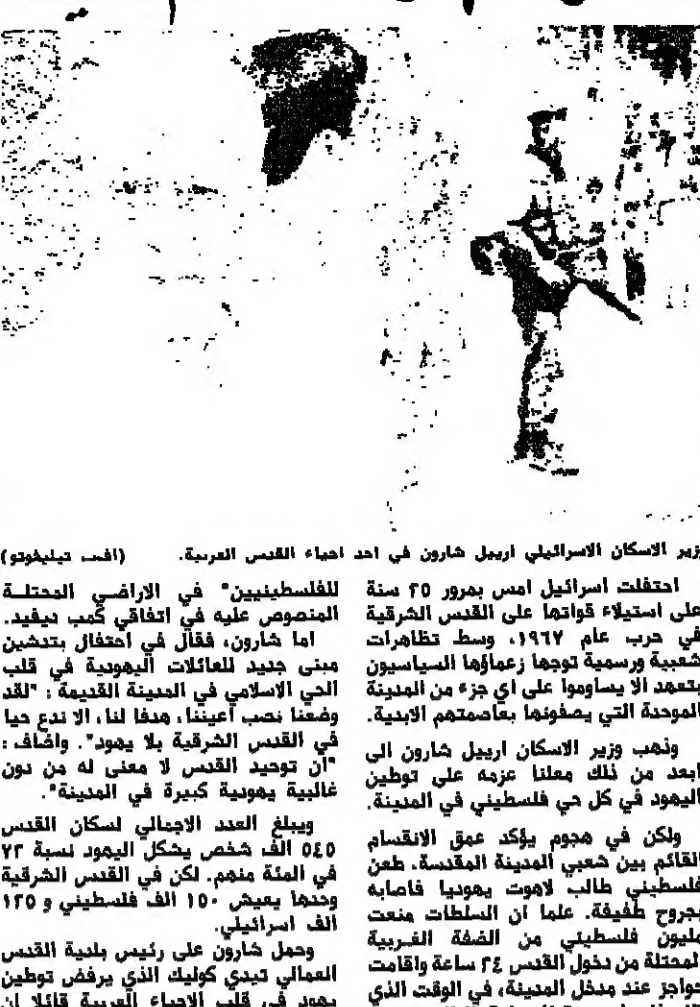 وزير الاسكان الاسرائيلي ارييل شارون في احد احياء القدس العربية. (افب تيليفوتو)
احتفلت اسرائيل امس بمرور ٢٥ سنة
على استيلاء قواتها على القدس الشرقية
في حرب عام ١٩٦٧، وسط تظاهرات
شعبية ورسمية توجها زعماؤها السياسيون
بتعهد الا يساوموا على اي جزء من المدينة
الموحدة التي يصفونها بعاصمتهم الابدية.
وذهب وزير الاسكان ارييل شارون الى
ابعد من ذلك معلنا عزمه على توطين
اليهود في كل حي فلسطيني في المدينة.
ولكن في هجوم يؤكد عمق الانقسام
القائم بين شعبي المدينة المقدسة، طعن
فلسطيني طالب لاهوت يهوديا فاصابه
بجروح طفيفة. علما ان السلطات منعت
مليون فلسطيني من الضفة الغربية
المحتلة من دخول القدس ٢٤ ساعة واقامت
حواجز عند مدخل المدينة، في الوقت الذي
للفلسطينيين" في الاراضي المحتلة
المنصوص عليه في اتفاقي كمب ديفيد.
اما شارون، فقال في احتفال بتدشين
مبنى جديد للعائلات اليهودية في قلب
الحي الاسلامي في المدينة القديمة: "لقد
وضعنا نصب اعيننا، هدفا لنا، الا ندع حيا
في القدس الشرقية بلا يهود". واضاف:
"ان توحيد القدس لا معنى له من دون
غالبية يهودية كبيرة في المدينة".
ويبلغ العدد الاجمالي لسكان القدس
٥٤٥ الف شخص يشكل اليهود نسبة ٧٢
في المئة منهم. لكن في القدس الشرقية
وحدها يعيش ١٥٠ الف فلسطيني و ١٢٥
الف اسرائيلي.
وحمل شارون على رئيس بلدية القدس
العمالي تيدي كوليك الذي يرفض توطين
يهود في قلب الاحياء العربية قائلا ان